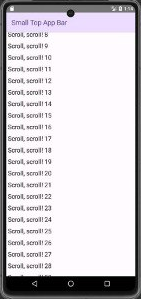 1:18
Small Top App Bar
Scroll, scroll! 8
Scroll, scroll! 9
Scroll, scroll! 10
Scroll, scroll! 11
Scroll, scroll! 12
Scroll, scroll! 13
Scroll, scroll! 14
Scroll, scroll! 15
Scroll, scroll! 16
Scroll, scroll! 17
Scroll, scroll! 18
Scroll, scroll! 19
Scroll, scroll! 20
Scroll, scroll! 21
Scroll, scroll! 22
Scroll, scroll! 23
Scroll, scroll! 24
Scroll, scroll! 25
Scroll, scroll! 26
Scroll, scroll! 27
Scroll, scroll! 28